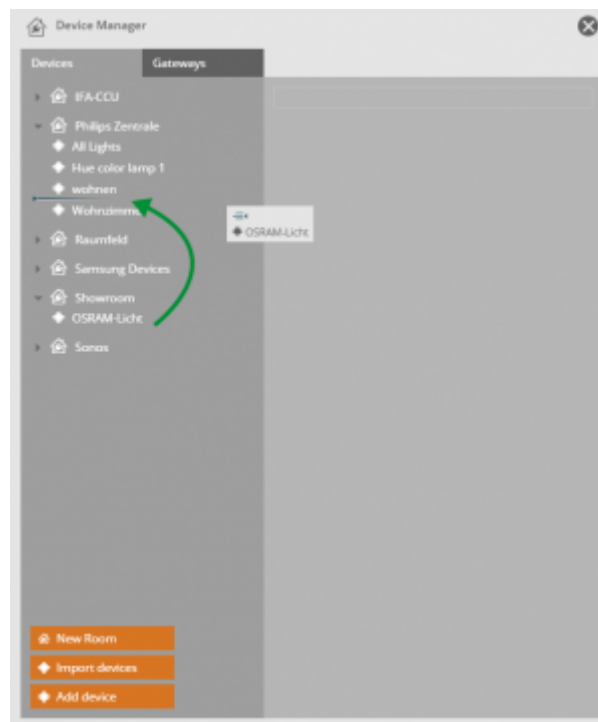 Device Manager
Devices Gateways
IFA-CCU
Philips Zentrale
All Lights
Hue color lamp 1
wohnen
Wohnzimme
OSRAM-Licht
Raumfeld
Samsung Devices
Showroom
OSRAM-Licht
Sonos
New Room
Import devices
Add device